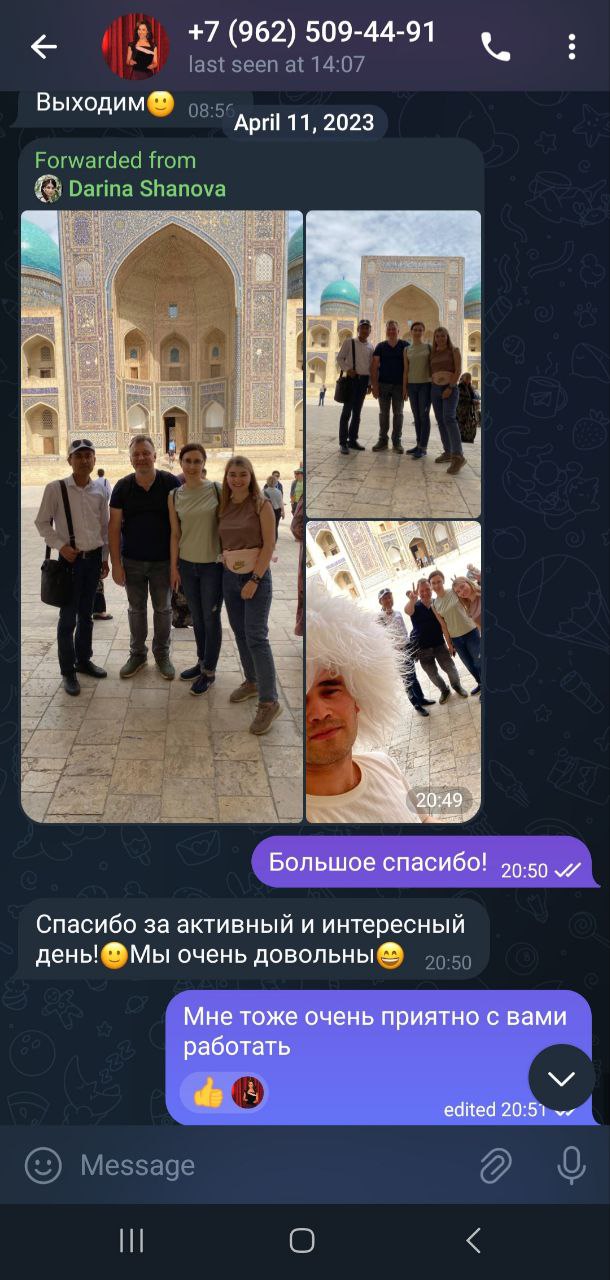 +7 (962) 509-44-91
last seen at 14:07
Выходим🙂 08:56
April 11, 2023
Forwarded from
Darina Shanova
20:49
Большое спасибо! 20:50
Спасибо за активный и интересный
день!🙂Мы очень довольны😄 20:50
Мне тоже очень приятно с вами
работать
👍
edited 20:51
Message